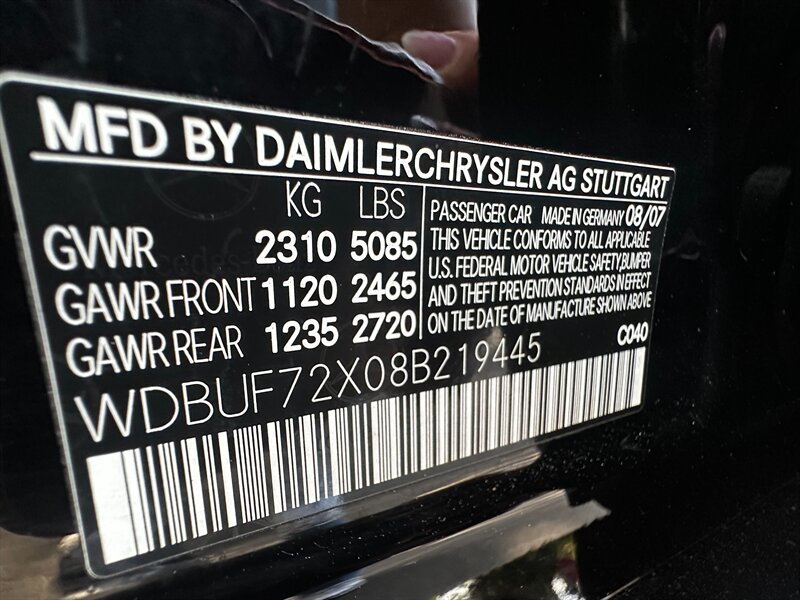 MFD BY DAIMLERCHRYSLER AG STUTTGART
KG LBS
GVWR 2310 5085
GAWR FRONT 1120 2465
GAWR REAR 1235 2720
PASSENGER CAR MADE IN GERMANY 08/07
THIS VEHICLE CONFORMS TO ALL APPLICABLE
U.S. FEDERAL MOTOR VEHICLE SAFETY,BUMPER
AND THEFT PREVENTION STANDARDS IN EFFECT
ON THE DATE OF MANUFACTURE SHOWN ABOVE
C040
WDBUF72X08B219445